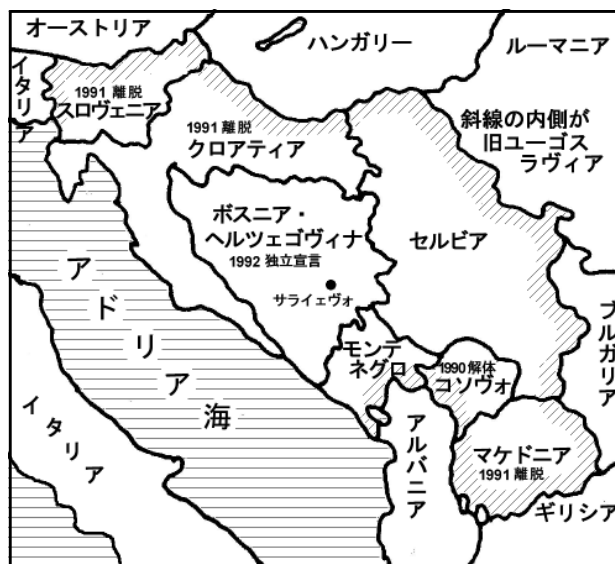 オーストリア
ハンガリー
ルーマニア
イタリア
1991 離脱
スロヴェニア
1991 離脱
クロアティア
斜線の内側が
旧ユーゴス
ラヴィア
ボスニア・
ヘルツェゴヴィナ
1992 独立宣言
サライェヴォ
セルビア
アドリア海
モンテ
ネグロ
1990 解体
コソヴォ
ブルガリア
イタリア
アルバニア
マケドニア
1991 離脱
ギリシア